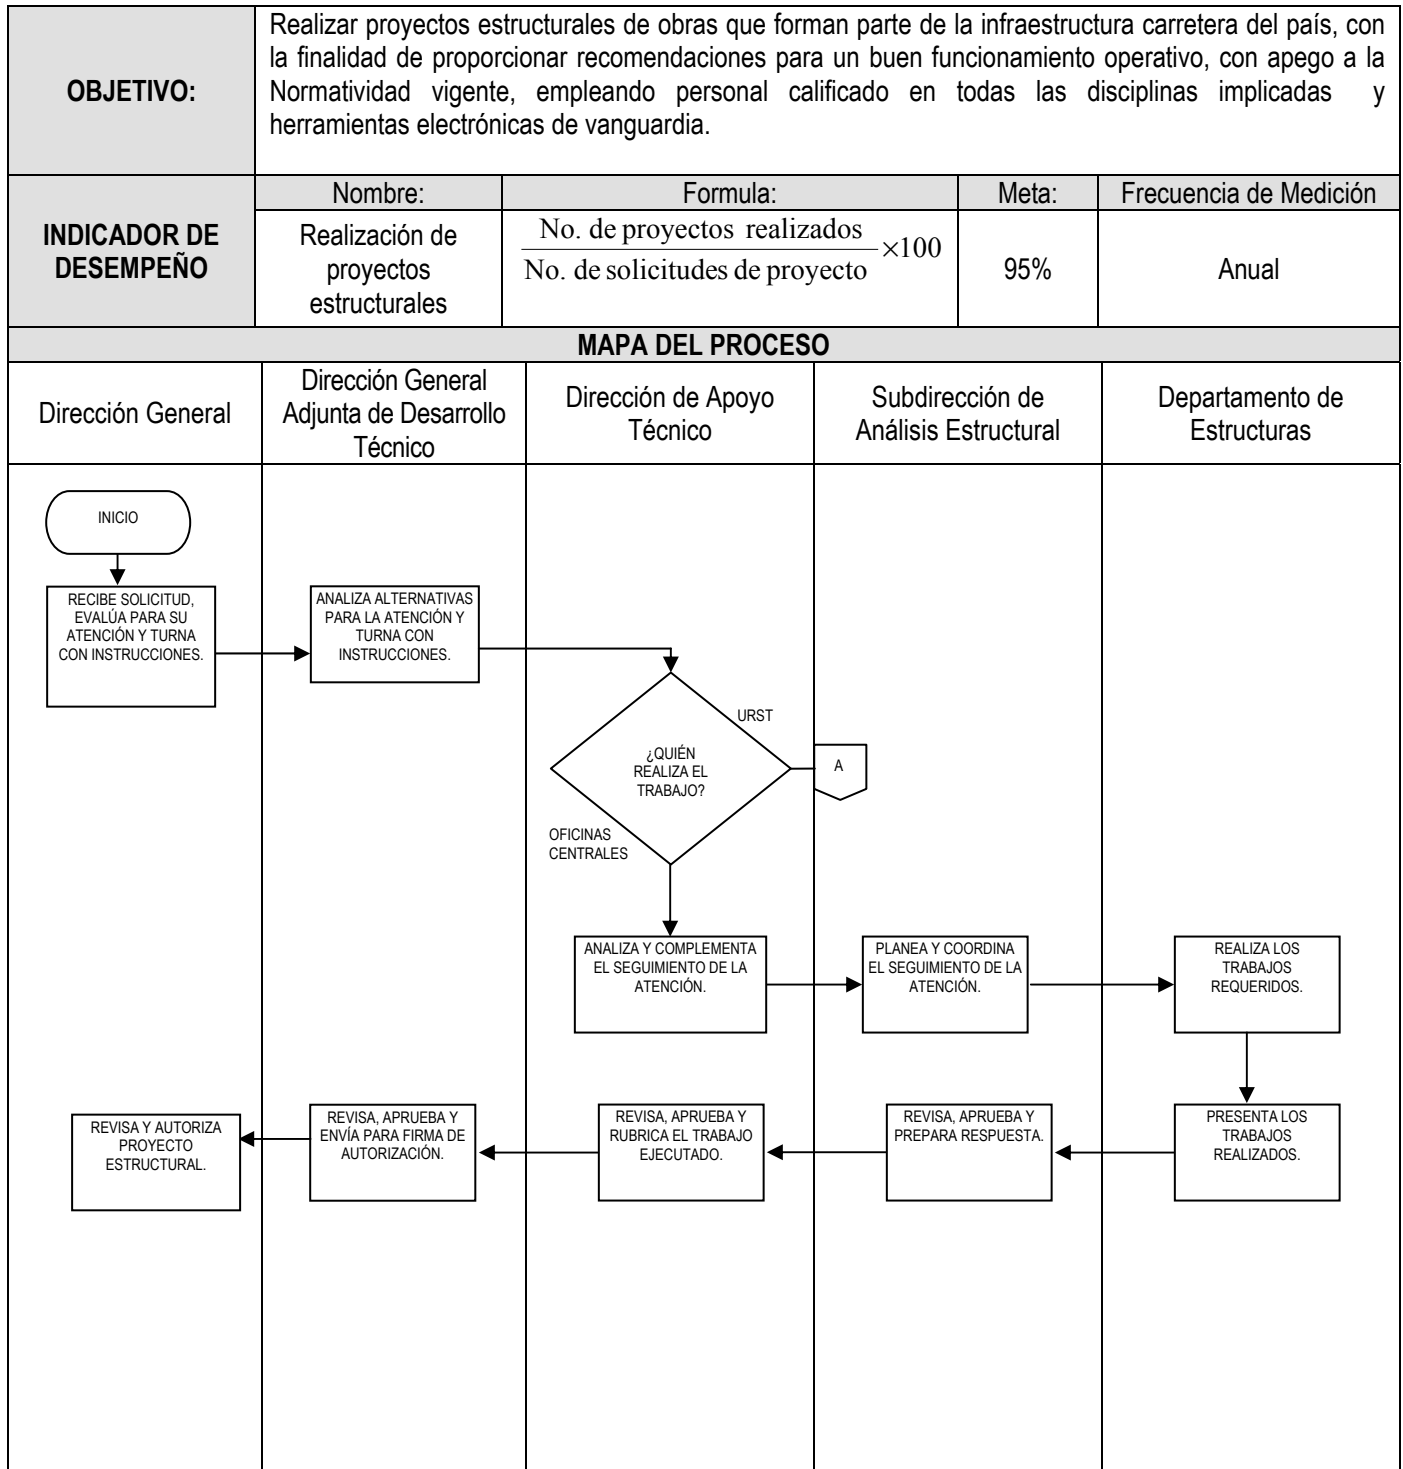 OBJETIVO:
Realizar proyectos estructurales de obras que forman parte de la infraestructura carretera del país, con
la finalidad de proporcionar recomendaciones para un buen funcionamiento operativo, con apego a la
Normatividad vigente, empleando personal calificado en todas las disciplinas implicadas y
herramientas electrónicas de vanguardia.
INDICADOR DE
DESEMPEÑO
Nombre:
Formula:
Meta:
Frecuencia de Medición
Realización de
proyectos
estructurales
No. de proyectos realizados
No. de solicitudes de proyecto
×100
95%
Anual
MAPA DEL PROCESO
Dirección General
Dirección General
Adjunta de Desarrollo
Técnico
Dirección de Apoyo
Técnico
Subdirección de
Análisis Estructural
Departamento de
Estructuras
INICIO
RECIBE SOLICITUD,
EVALÚA PARA SU
ATENCIÓN Y TURNA
CON INSTRUCCIONES.
ANALIZA ALTERNATIVAS
PARA LA ATENCIÓN Y
TURNA CON
INSTRUCCIONES.
¿QUIÉN
REALIZA EL
TRABAJO?
URST
A
OFICINAS
CENTRALES
ANALIZA Y COMPLEMENTA
EL SEGUIMIENTO DE LA
ATENCIÓN.
PLANEA Y COORDINA
EL SEGUIMIENTO DE LA
ATENCIÓN.
REALIZA LOS
TRABAJOS
REQUERIDOS.
REVISA Y AUTORIZA
PROYECTO
ESTRUCTURAL.
REVISA, APRUEBA Y
ENVÍA PARA FIRMA DE
AUTORIZACIÓN.
REVISA, APRUEBA Y
RUBRICA EL TRABAJO
EJECUTADO.
REVISA, APRUEBA Y
PREPARA RESPUESTA.
PRESENTA LOS
TRABAJOS
REALIZADOS.